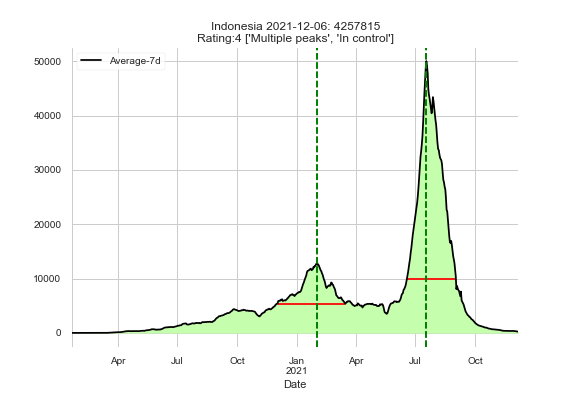 Indonesia 2021-12-06: 4257815
Rating:4 ['Multiple peaks', 'In control']
Average-7d
50000
40000
30000
20000
10000
0
Apr
Jul
Oct
Jan
2021
Apr
Jul
Oct
Date